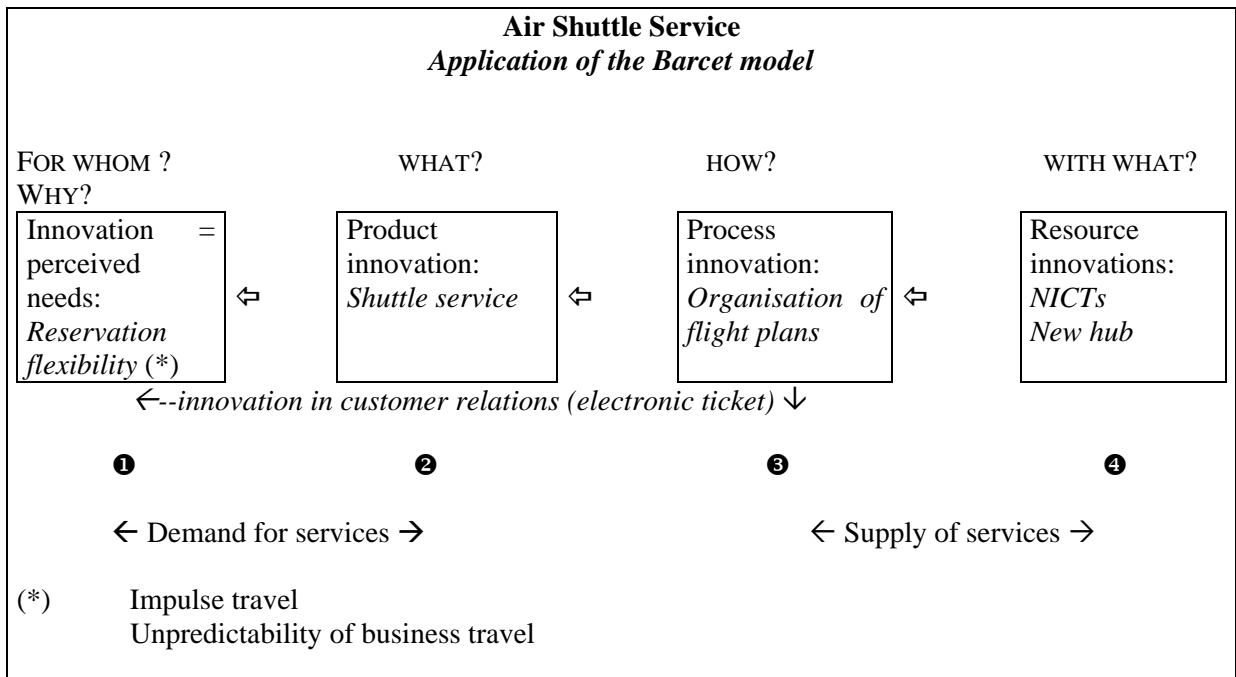 Air Shuttle Service
Application of the Barcet model
FOR WHOM ? WHAT? HOW? WITH WHAT?
WHY?
Innovation =
perceived
needs:
Reservation
flexibility (*)
⇦
Product
innovation:
Shuttle service
⇦
Process
innovation:
Organisation of
flight plans
⇦
Resource
innovations:
NICTs
New hub
←--innovation in customer relations (electronic ticket) ↓
❶ ❷ ❸ ❹
← Demand for services → ← Supply of services →
(*) Impulse travel
Unpredictability of business travel